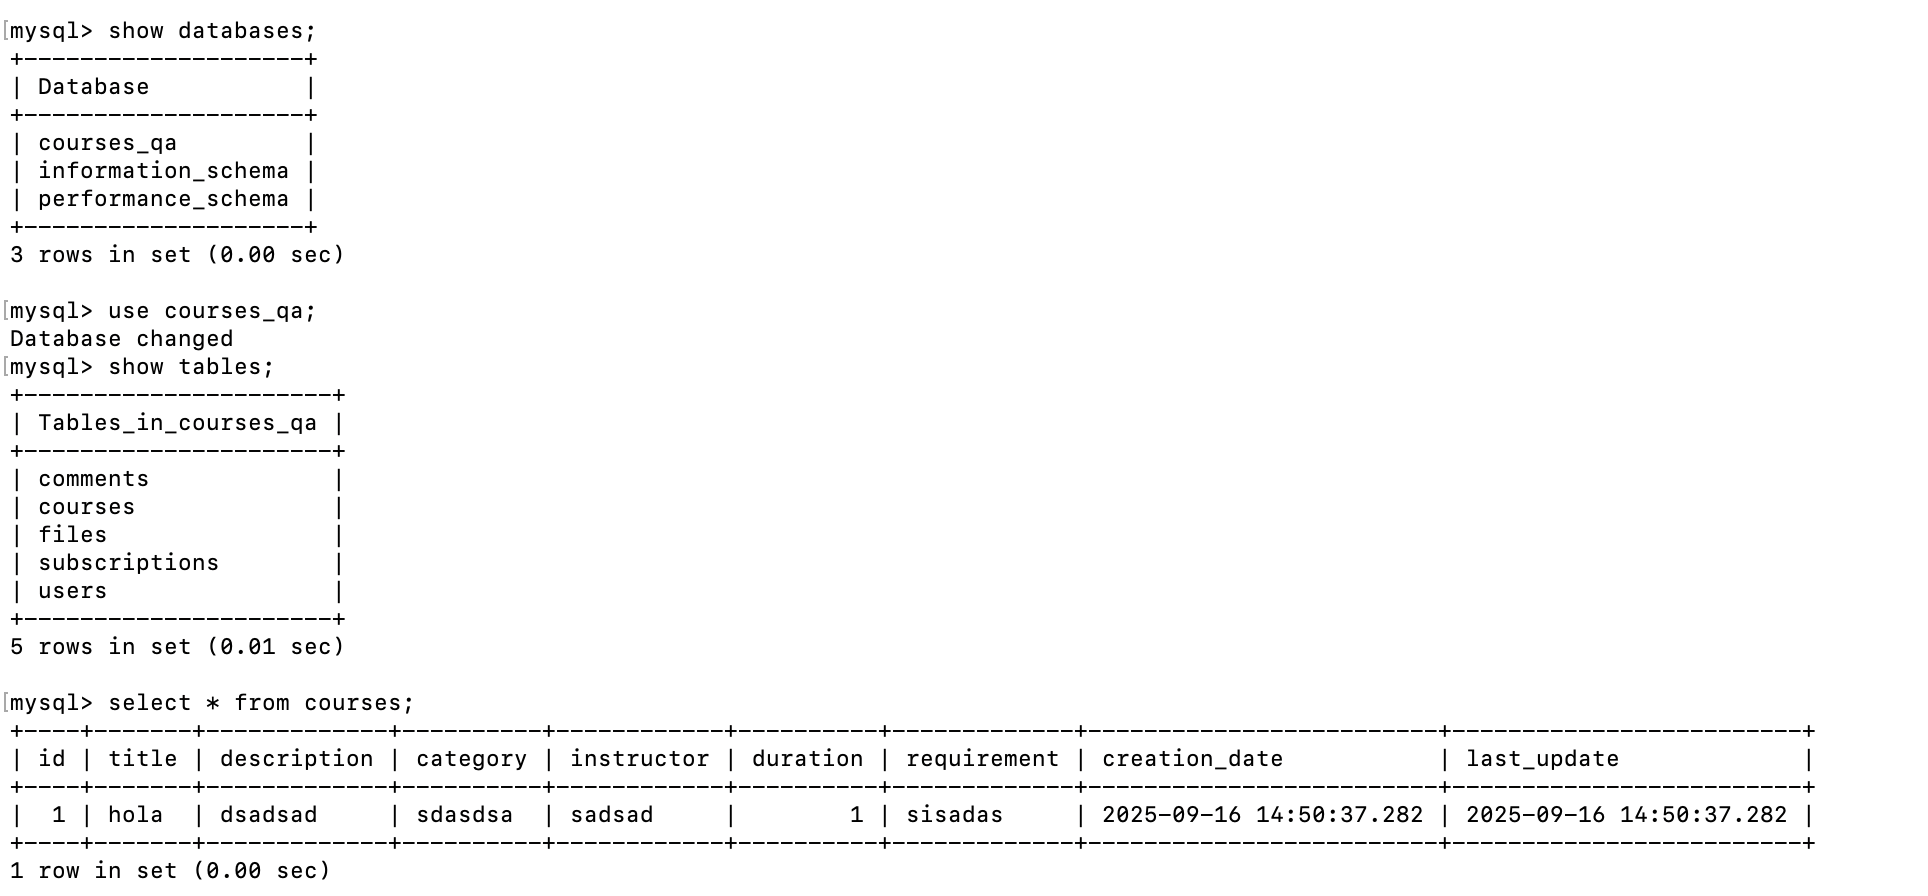 mysql> show databases;
+--------------------+
| Database           |
+--------------------+
| courses_qa         |
| information_schema |
| performance_schema |
+--------------------+
3 rows in set (0.00 sec)

mysql> use courses_qa;
Database changed
mysql> show tables;
+----------------------+
| Tables_in_courses_qa |
+----------------------+
| comments             |
| courses              |
| files                |
| subscriptions        |
| users                |
+----------------------+
5 rows in set (0.01 sec)

mysql> select * from courses;
+----+-------+-------------+----------+------------+----------+-------------+-------------------------+-------------------------+
| id | title | description | category | instructor | duration | requirement | creation_date           | last_update             |
+----+-------+-------------+----------+------------+----------+-------------+-------------------------+-------------------------+
|  1 | hola  | dsadsad     | sdasdsa  | sadsad     |        1 | sisadas     | 2025-09-16 14:50:37.282 | 2025-09-16 14:50:37.282 |
+----+-------+-------------+----------+------------+----------+-------------+-------------------------+-------------------------+
1 row in set (0.00 sec)